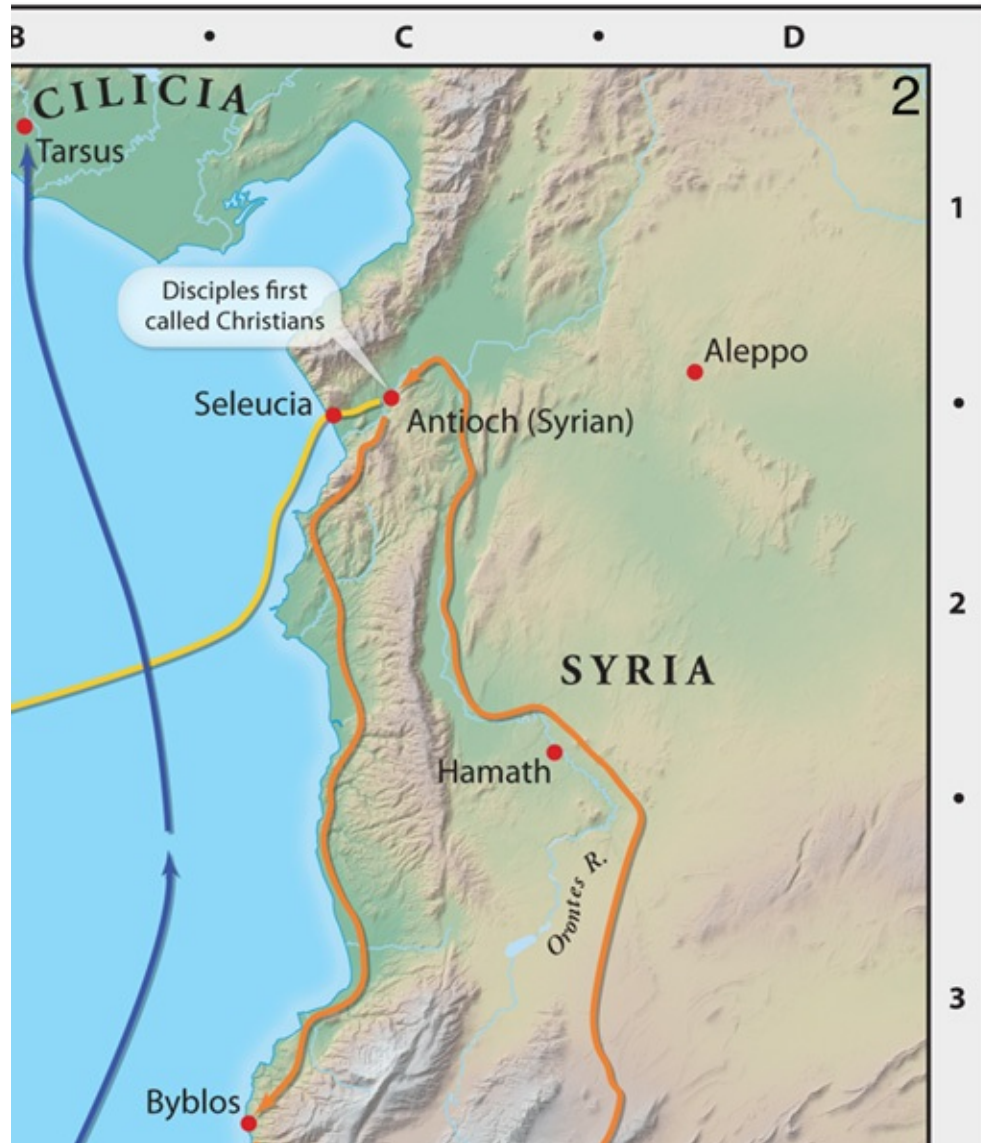 B • C • D
2
CILICIA
Tarsus
1
Disciples first
called Christians
Aleppo
Seleucia
•
Antioch (Syrian)
2
SYRIA
Hamath
•
Orontes R.
3
Byblos